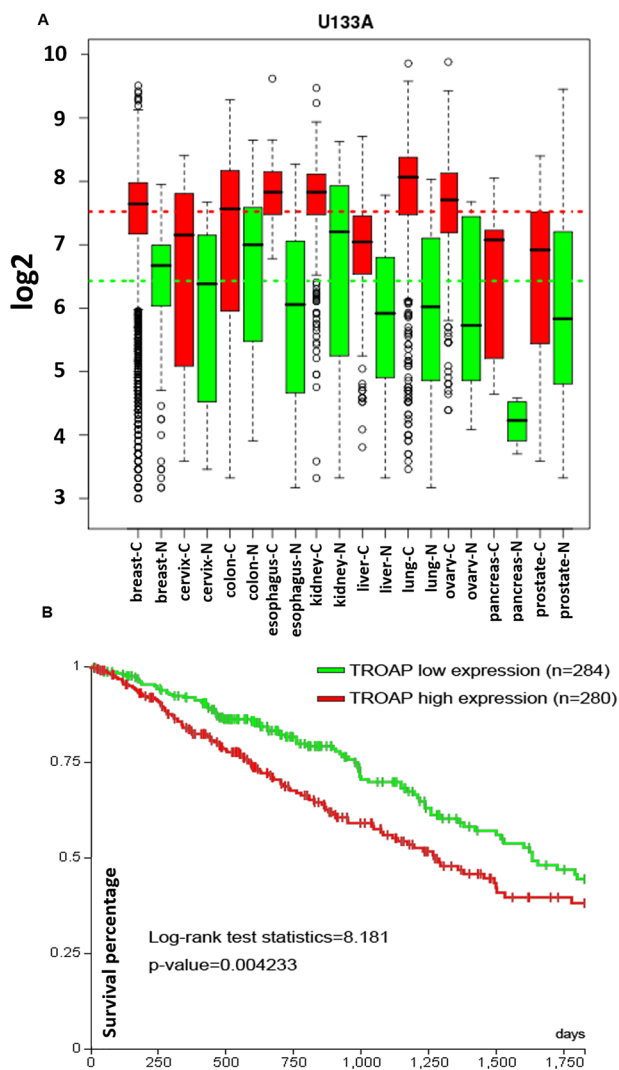 A
U133A
10
9
8
7
6
5
4
3
log2
breast-C
breast-N
cervix-C
cervix-N
colon-C
colon-N
esophagus-C
esophagus-N
kidney-C
kidney-N
liver-C
liver-N
lung-C
lung-N
ovary-C
ovary-N
pancreas-C
pancreas-N
prostate-C
prostate-N
B
TROAP low expression (n=284)
TROAP high expression (n=280)
1
0.75
0.5
0.25
0
Survival percentage
Log-rank test statistics=8.181
p-value=0.004233
days
0 250 500 750 1,000 1,250 1,500 1,750